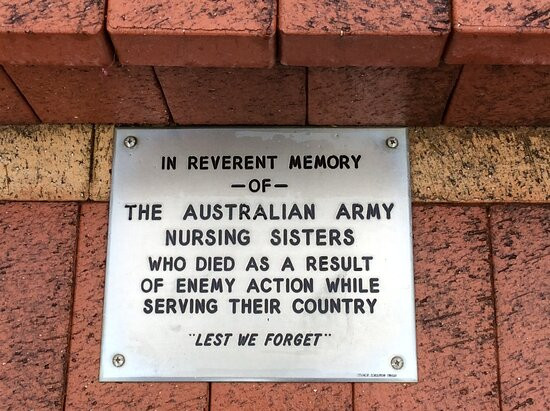 IN REVERENT MEMORY
—OF—
THE AUSTRALIAN ARMY
NURSING SISTERS
WHO DIED AS A RESULT
OF ENEMY ACTION WHILE
SERVING THEIR COUNTRY
"LEST WE FORGET"